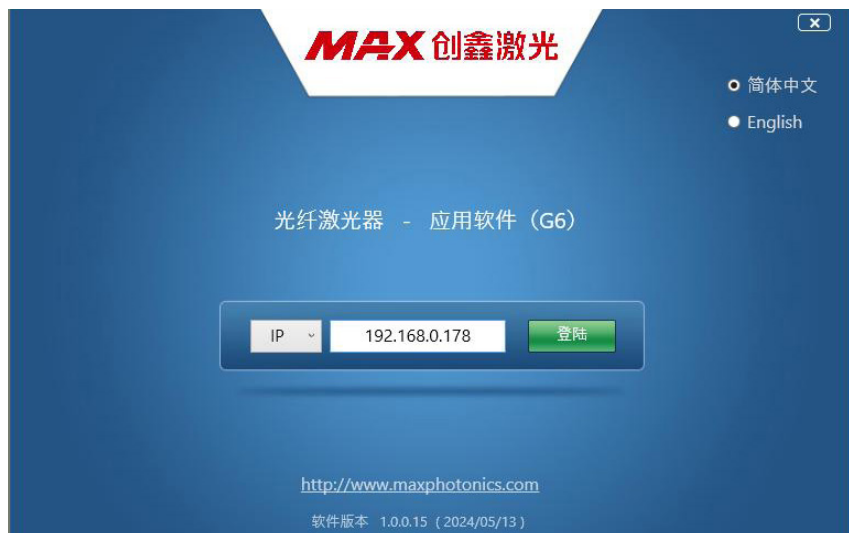 MAX 创鑫激光
简体中文
English
光纤激光器 - 应用软件（G6）
IP 192.168.0.178 登陆
http://www.maxphotonics.com
软件版本 1.0.0.15 ( 2024/05/13 )